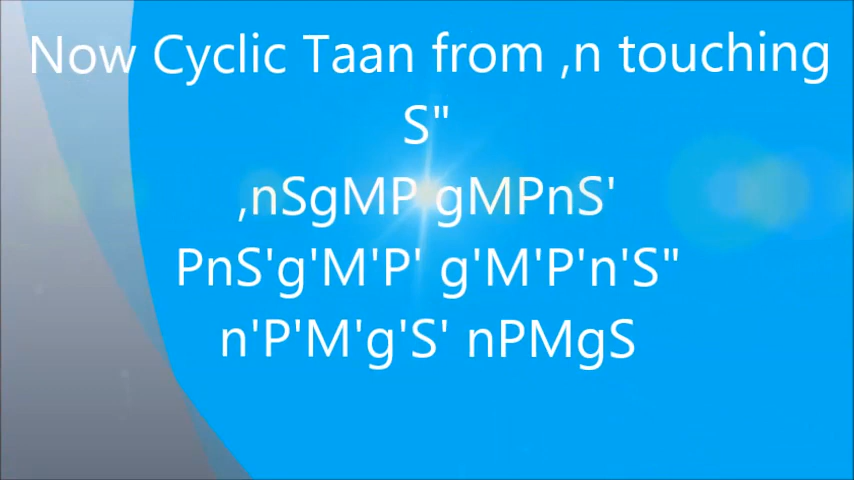 Now Cyclic Taan from ,n touching
S"
,nSgMP gMPnS'
PnS'g'M'P' g'M'P'n'S"
n'P'M'g'S' nPMgS